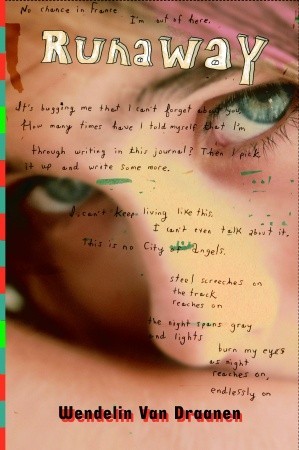 No chance in France
I'm out of here.
RUNAWAY
It's bugging me that I can't forget about you.
How many times have I told myself that I'm
through writing in this journal? Then I pick
it up and write some more.
I can't keep living like this.
I can't even talk about it.
This is no City of Angels.
steel screeches on
the track
reaches on
the night spans gray
and lights
burn my eyes
as night
reaches on,
endlessly on
Wendelin Van Draanen